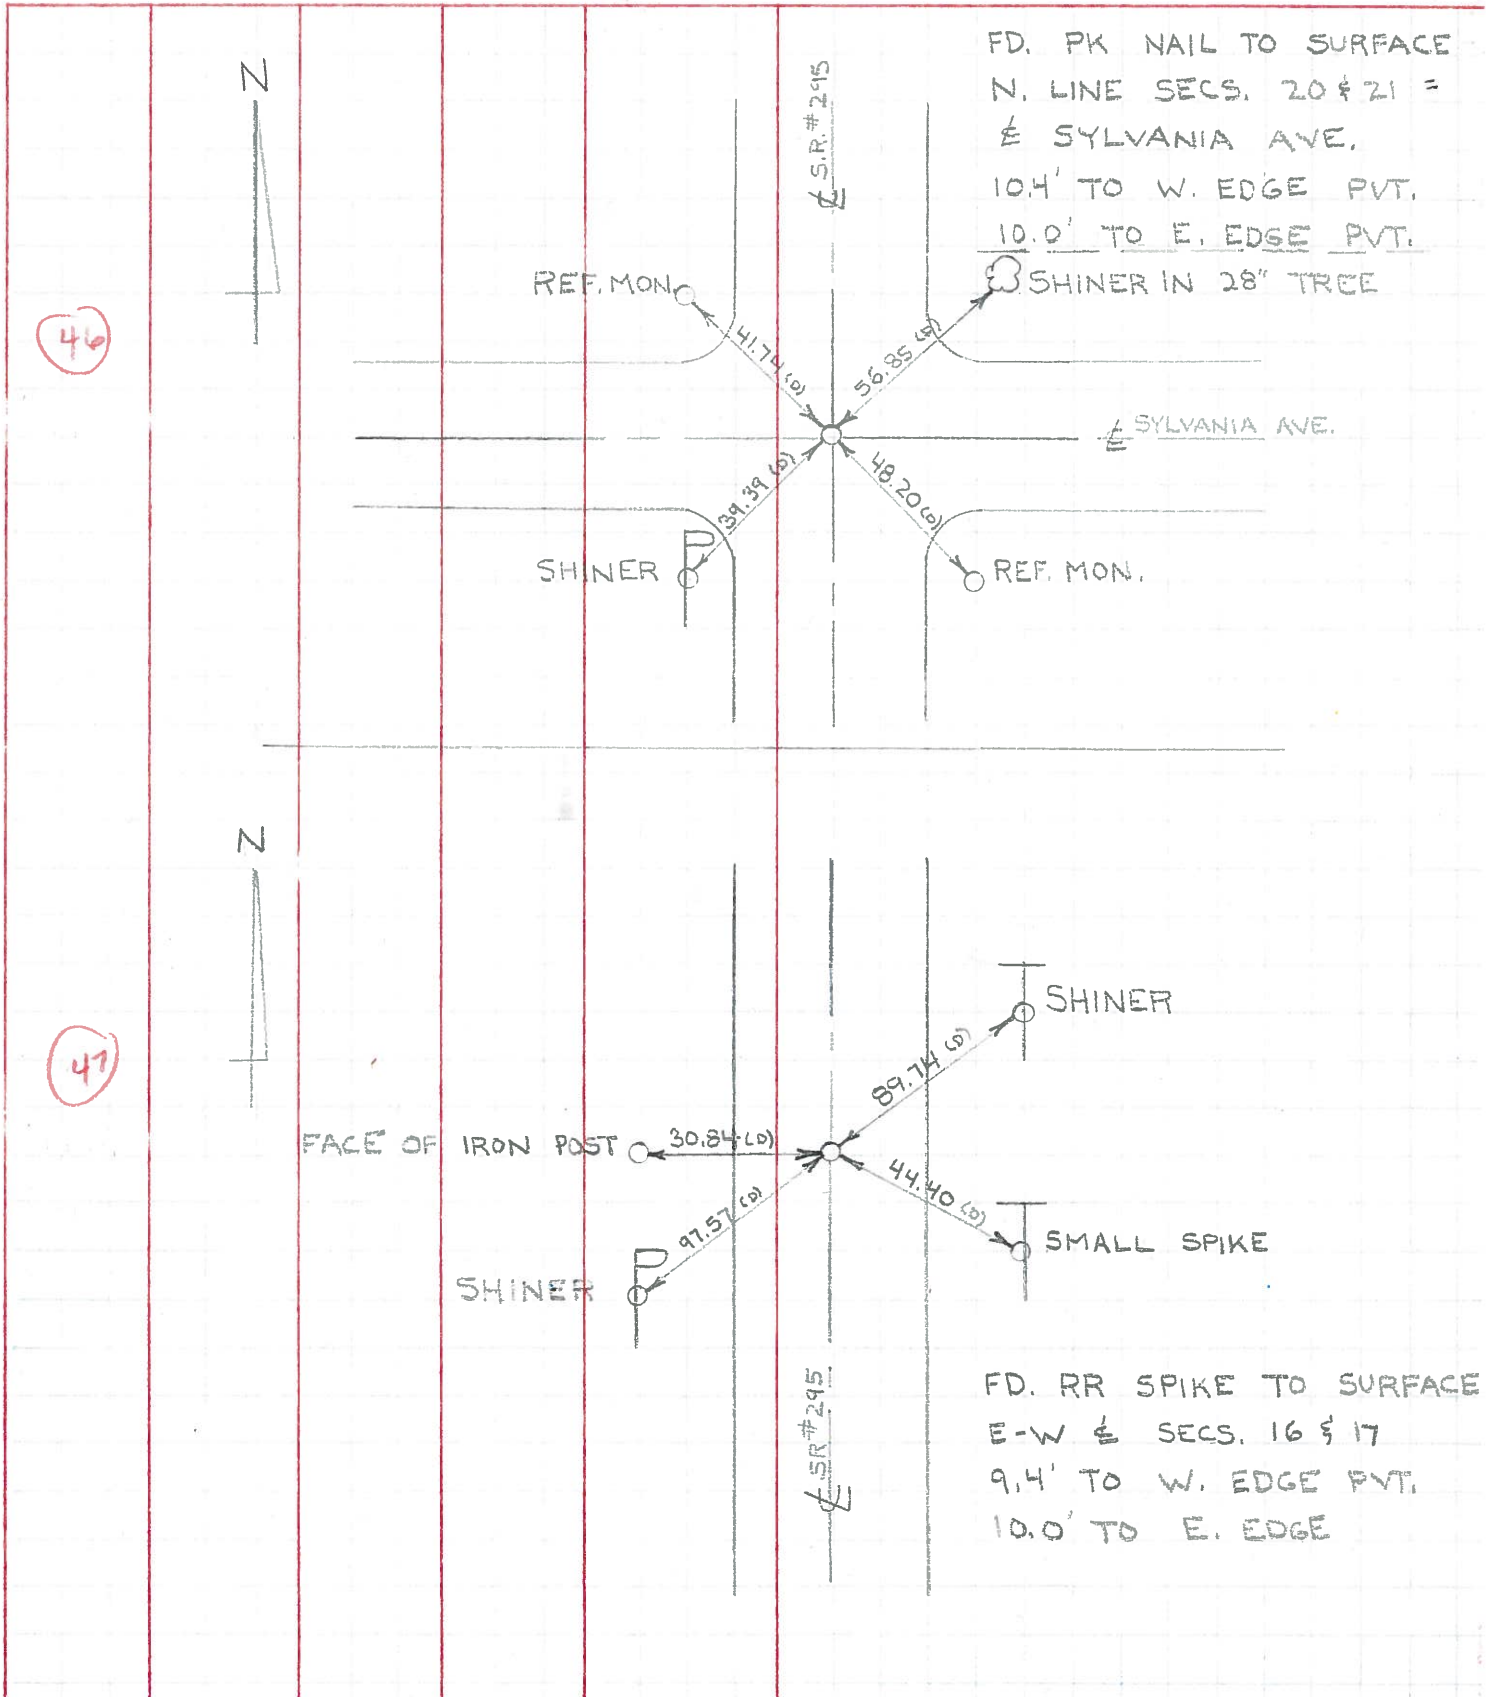 N
℄ S.R. #295
FD. PK NAIL TO SURFACE
N. LINE SECS. 20 & 21 =
℄ SYLVANIA AVE.
10.4' TO W. EDGE PVT.
10.0' TO E. EDGE PVT.
REF. MON.
SHINER IN 28" TREE
46
41.74 (D)
56.85 (D)
℄ SYLVANIA AVE.
39.39 (D)
48.20 (D)
SHINER
REF. MON.
N
47
SHINER
89.74 (D)
FACE OF IRON POST
30.84 (D)
44.40 (D)
97.57 (D)
SMALL SPIKE
SHINER
℄ SR #295
FD. RR SPIKE TO SURFACE
E-W ℄ SECS. 16 & 17
9.4' TO W. EDGE PVT.
10.0' TO E. EDGE